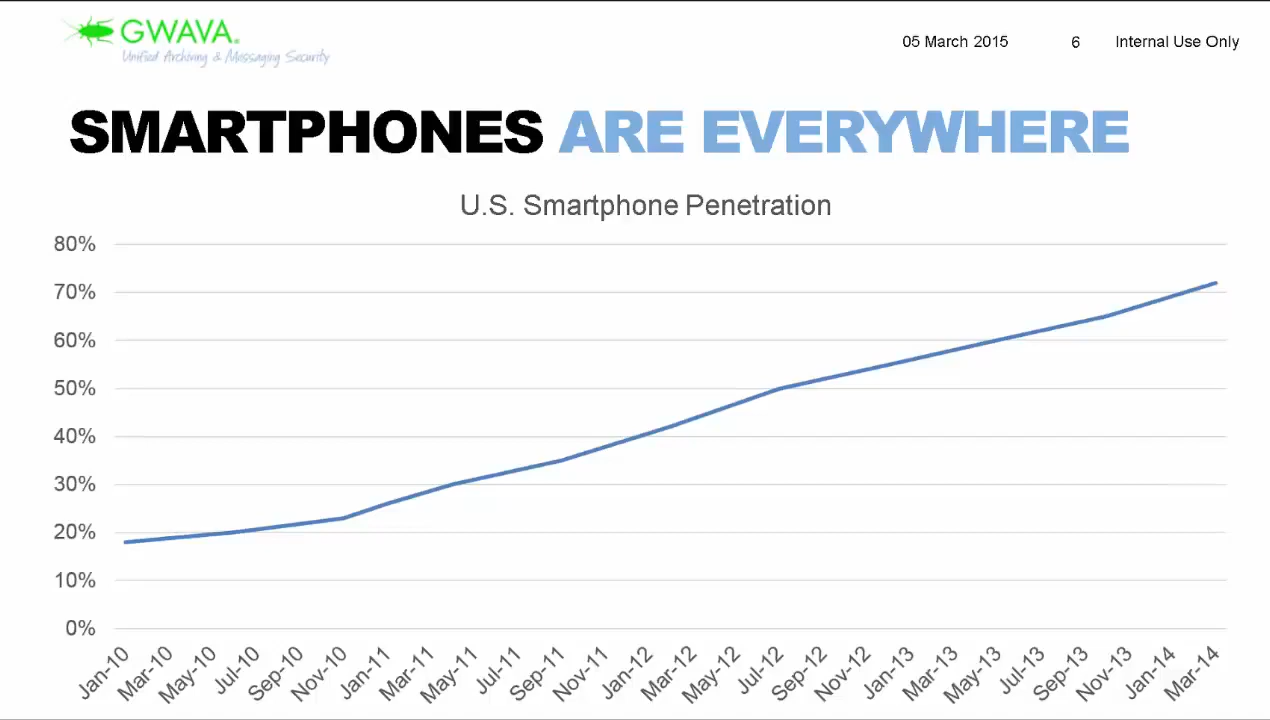 GWAVA.
Unified Archiving & Messaging Security
05 March 2015 6 Internal Use Only
SMARTPHONES ARE EVERYWHERE
U.S. Smartphone Penetration
80%
70%
60%
50%
40%
30%
20%
10%
0%
Jan-10 Mar-10 May-10 Jul-10 Sep-10 Nov-10 Jan-11 Mar-11 May-11 Jul-11 Sep-11 Nov-11 Jan-12 Mar-12 May-12 Jul-12 Sep-12 Nov-12 Jan-13 Mar-13 May-13 Jul-13 Sep-13 Nov-13 Jan-14 Mar-14